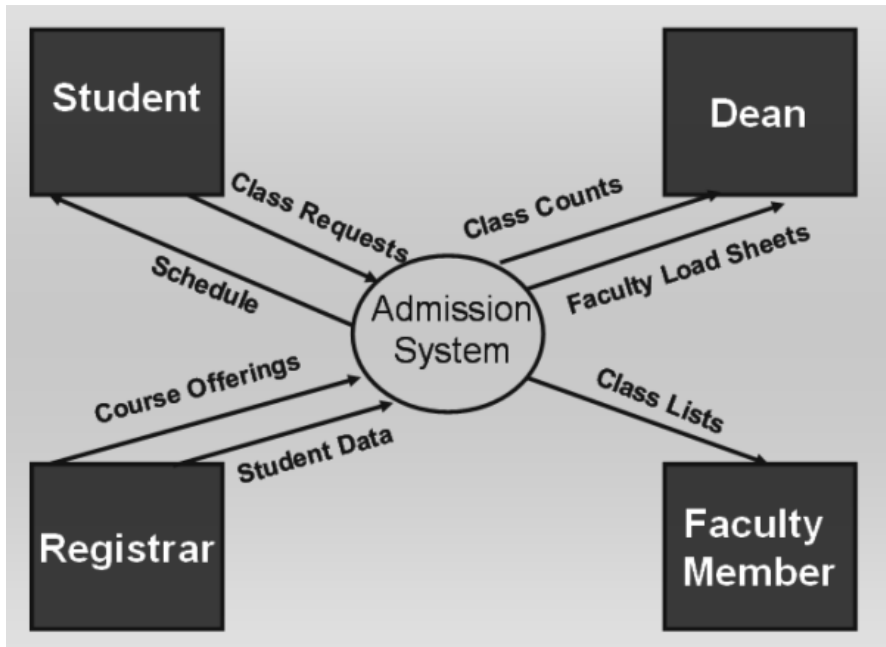 Student
Dean
Class Requests
Class Counts
Schedule
Faculty Load Sheets
Admission
System
Course Offerings
Class Lists
Student Data
Registrar
Faculty
Member